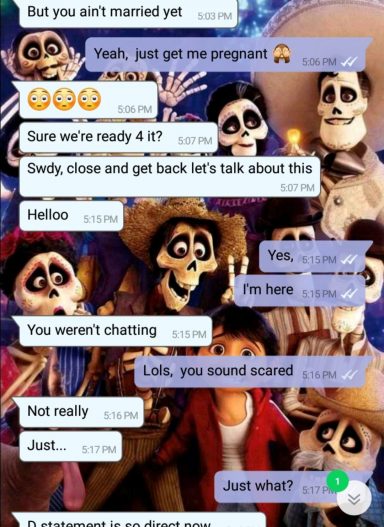 But you ain't married yet 5:03 PM
Yeah, just get me pregnant 🙈 5:06 PM
😳😳😳 5:06 PM
Sure we're ready 4 it? 5:07 PM
Swdy, close and get back let's talk about this
5:07 PM
Helloo 5:15 PM
Yes, 5:15 PM
I'm here 5:15 PM
You weren't chatting 5:15 PM
Lols, you sound scared 5:16 PM
Not really 5:16 PM
Just... 5:17 PM
Just what? 5:17 PM
1
D statement is so direct now